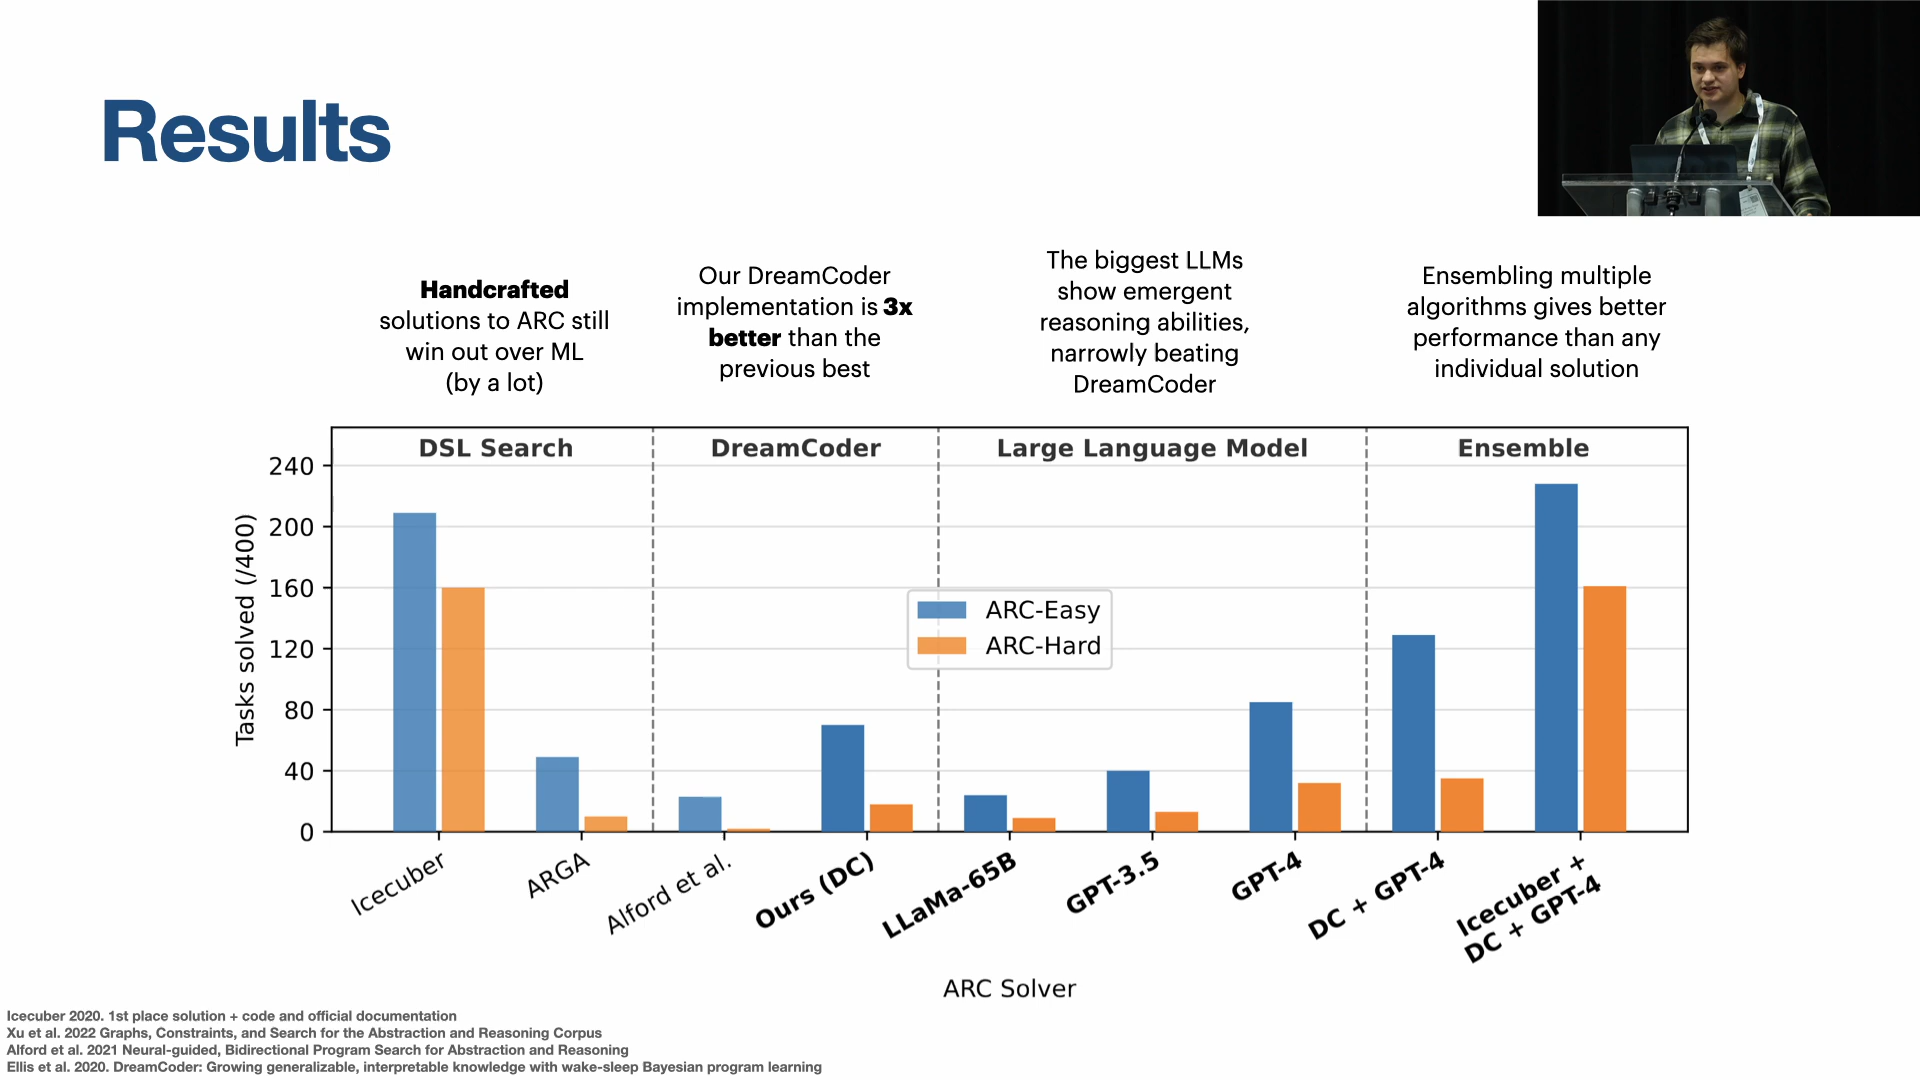 Results
Handcrafted
solutions to ARC still
win out over ML
(by a lot)
Our DreamCoder
implementation is 3x
better than the
previous best
The biggest LLMs
show emergent
reasoning abilities,
narrowly beating
DreamCoder
Ensembling multiple
algorithms gives better
performance than any
individual solution
DSL Search
DreamCoder
Large Language Model
Ensemble
Tasks solved (/400)
240
200
160
120
80
40
0
ARC-Easy
ARC-Hard
Icecuber
ARGA
Alford et al.
Ours (DC)
LLaMa-65B
GPT-3.5
GPT-4
DC + GPT-4
Icecuber +
DC + GPT-4
ARC Solver
Icecuber 2020. 1st place solution + code and official documentation
Xu et al. 2022 Graphs, Constraints, and Search for the Abstraction and Reasoning Corpus
Alford et al. 2021 Neural-guided, Bidirectional Program Search for Abstraction and Reasoning
Ellis et al. 2020. DreamCoder: Growing generalizable, interpretable knowledge with wake-sleep Bayesian program learning